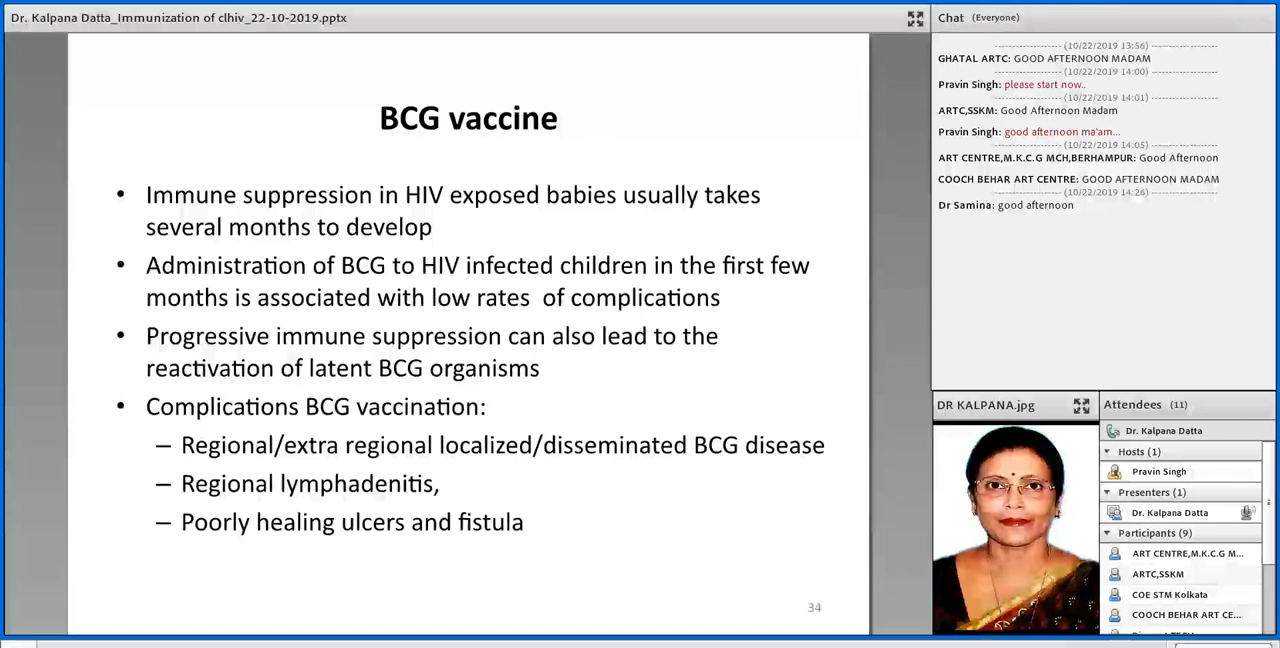 Dr. Kalpana Datta_Immunization of clhiv_22-10-2019.pptx
BCG vaccine
• Immune suppression in HIV exposed babies usually takes
several months to develop
• Administration of BCG to HIV infected children in the first few
months is associated with low rates of complications
• Progressive immune suppression can also lead to the
reactivation of latent BCG organisms
• Complications BCG vaccination:
– Regional/extra regional localized/disseminated BCG disease
– Regional lymphadenitis,
– Poorly healing ulcers and fistula
34
Chat (Everyone)
(10/22/2019 13:56)
GHATAL ARTC: GOOD AFTERNOON MADAM
(10/22/2019 14:00)
Pravin Singh: please start now..
(10/22/2019 14:01)
ARTC,SSKM: Good Afternoon Madam
Pravin Singh: good afternoon ma'am...
(10/22/2019 14:05)
ART CENTRE,M.K.C.G MCH,BERHAMPUR: Good Afternoon
COOCH BEHAR ART CENTRE: GOOD AFTERNOON MADAM
(10/22/2019 14:26)
Dr Samina: good afternoon
DR KALPANA.jpg
Attendees (11)
Dr. Kalpana Datta
Hosts (1)
Pravin Singh
Presenters (1)
Dr. Kalpana Datta
Participants (9)
ART CENTRE,M.K.C.G M...
ARTC,SSKM
COE STM Kolkata
COOCH BEHAR ART CE...